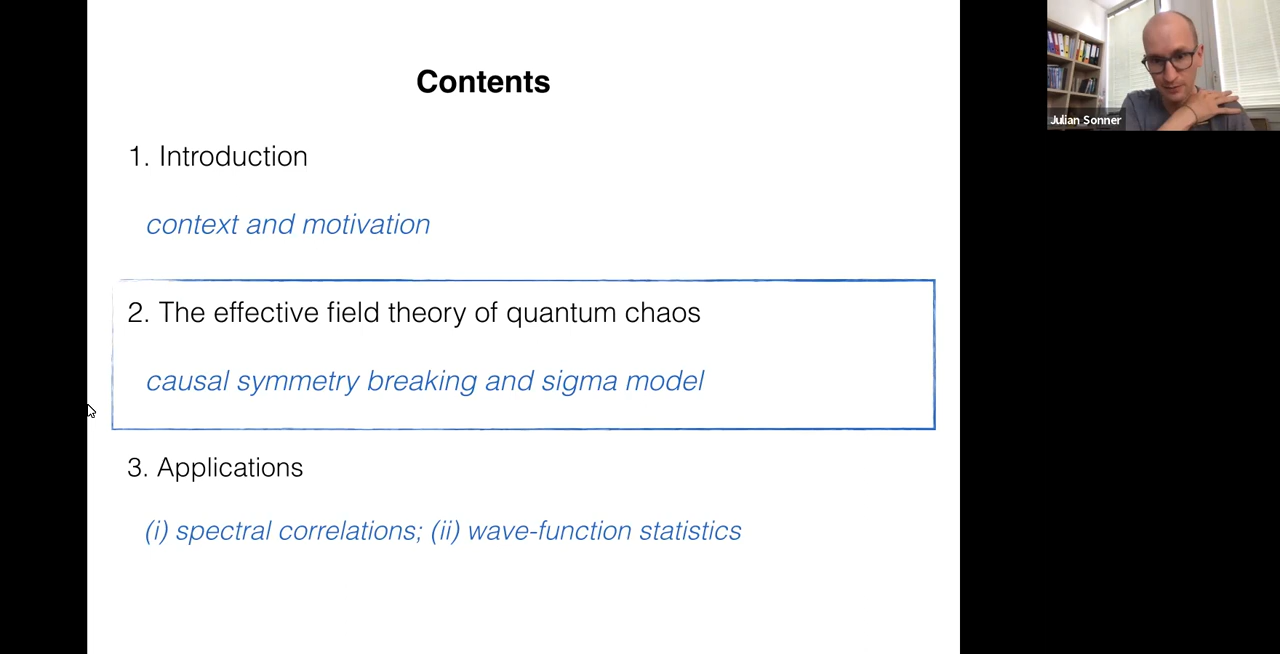 Contents
1. Introduction
context and motivation
2. The effective field theory of quantum chaos
causal symmetry breaking and sigma model
3. Applications
(i) spectral correlations; (ii) wave-function statistics
Julian Sonner